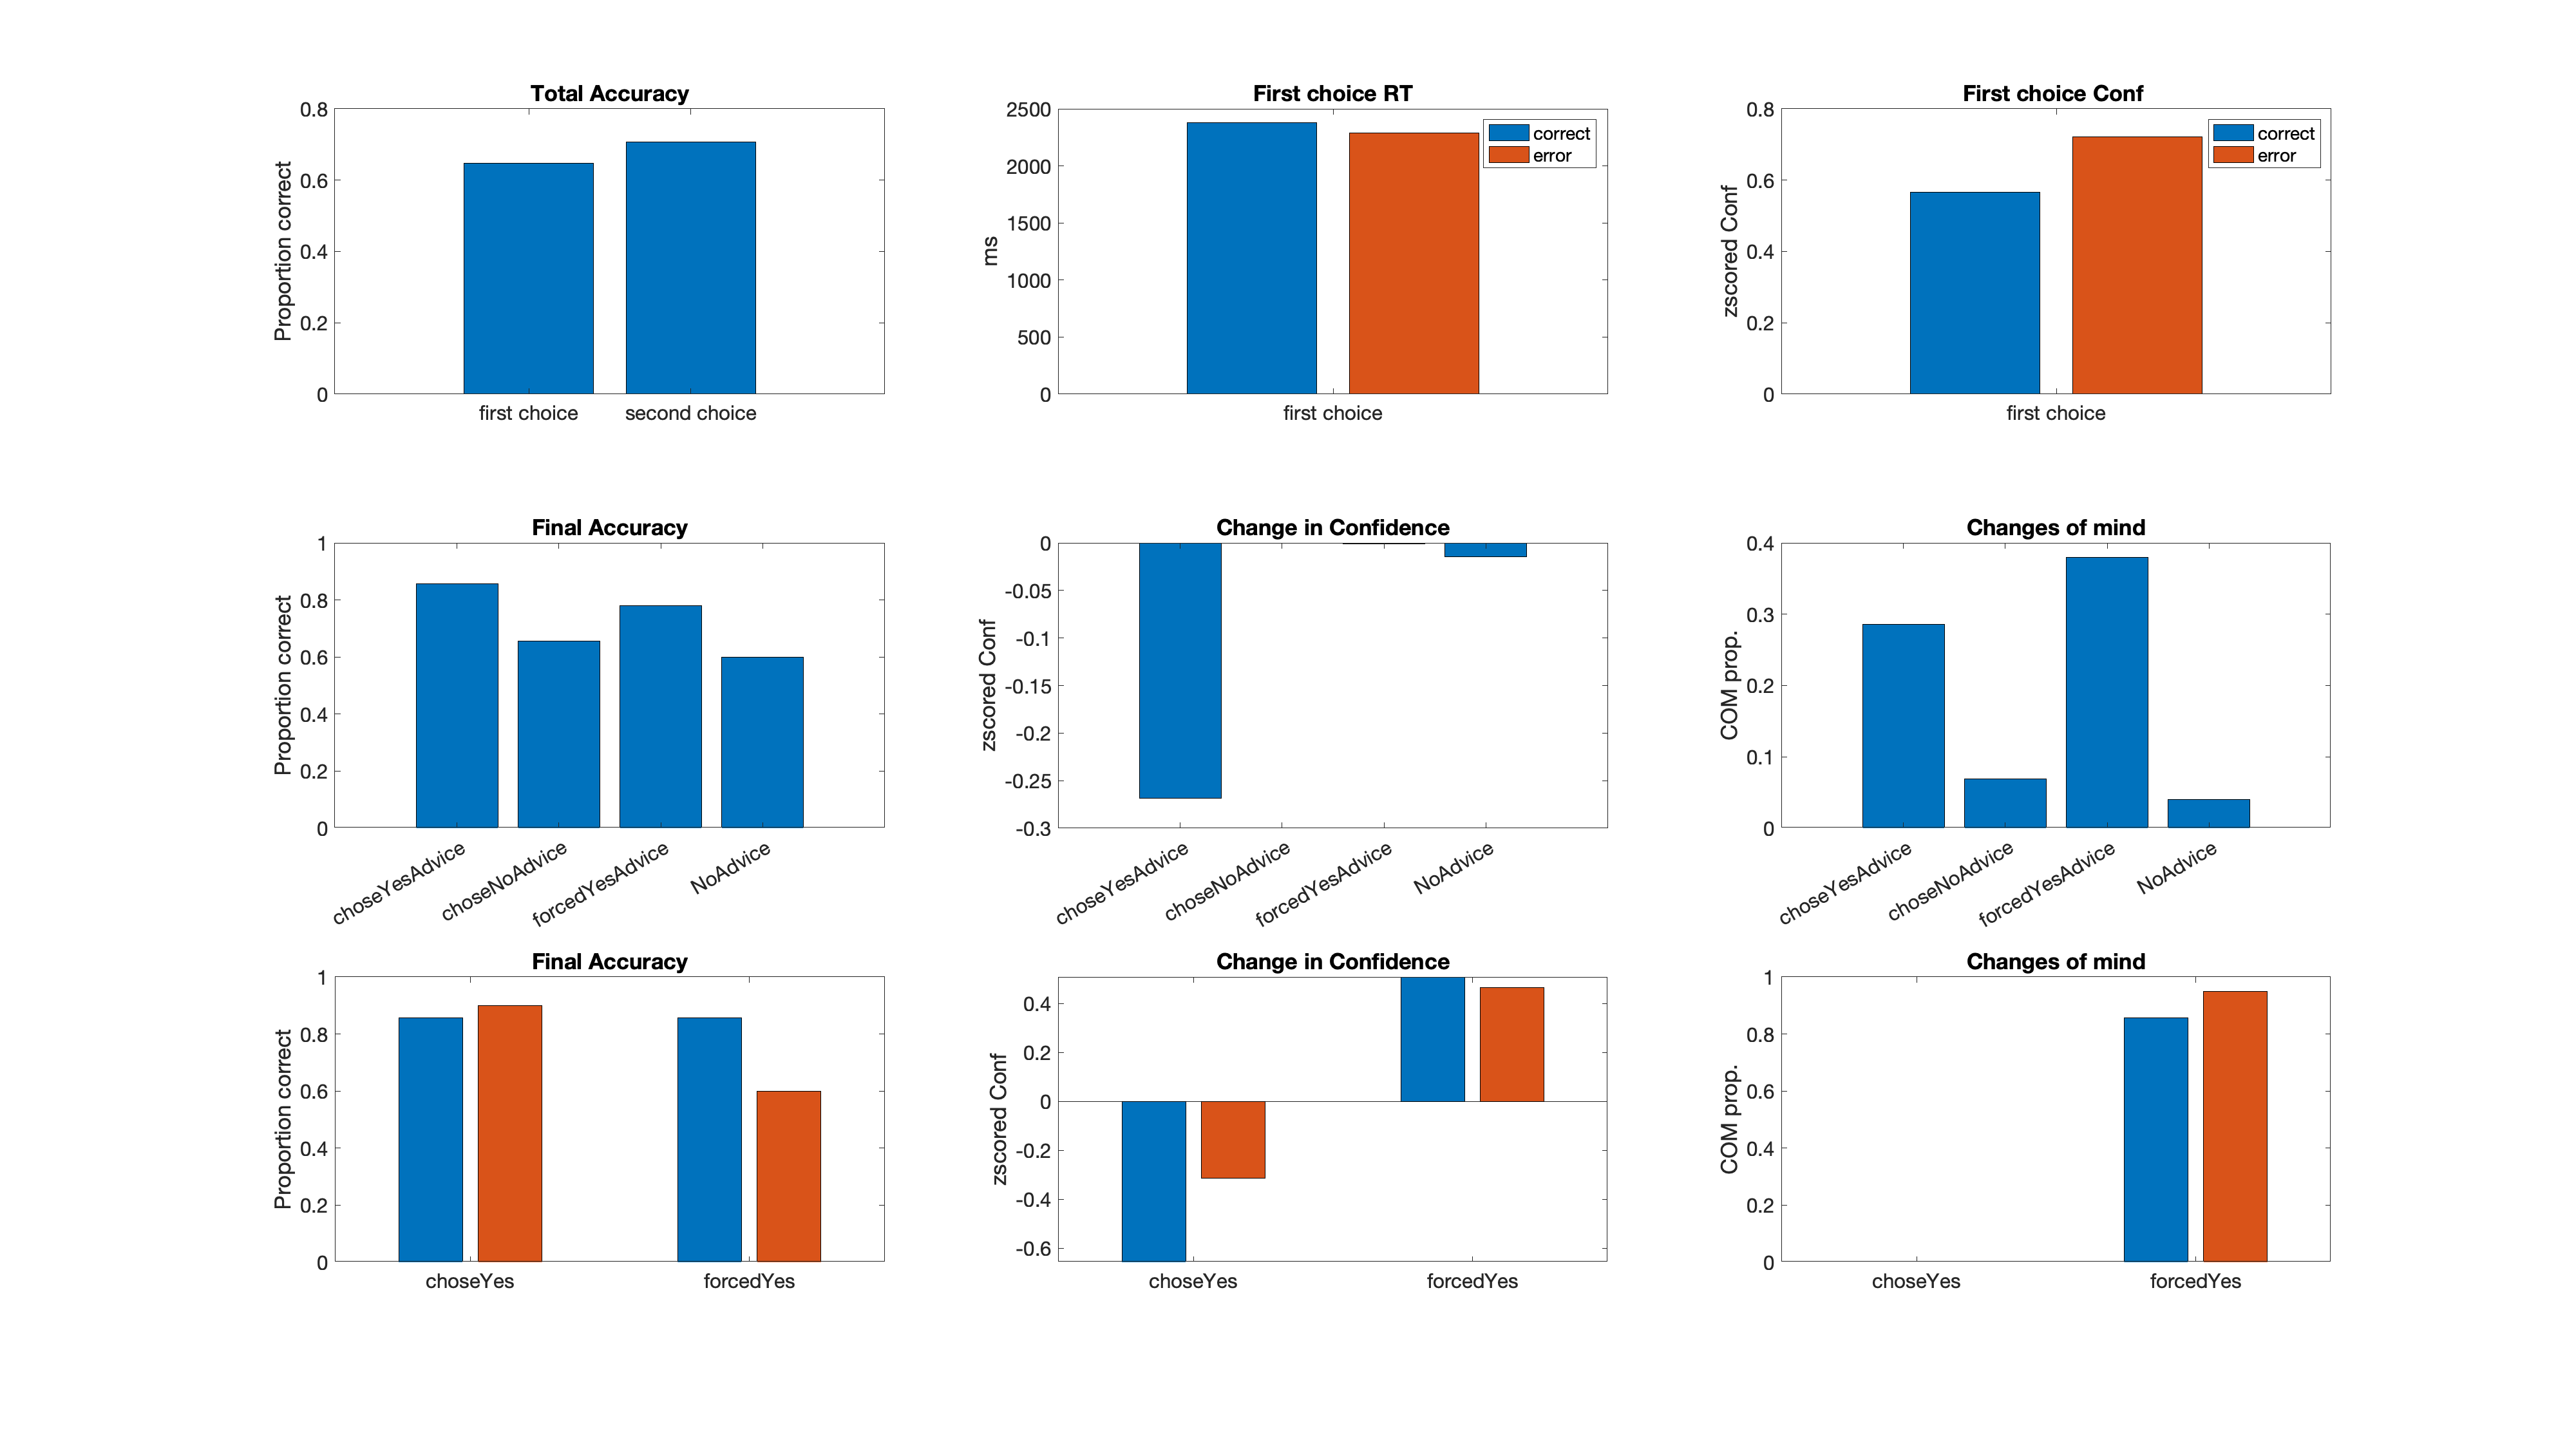 Total Accuracy
Proportion correct
0.8
0.6
0.4
0.2
0
first choice
second choice
First choice RT
ms
2500
2000
1500
1000
500
0
first choice
correct
error
First choice Conf
zscored Conf
0.8
0.6
0.4
0.2
0
first choice
correct
error
Final Accuracy
Proportion correct
1
0.8
0.6
0.4
0.2
0
choseYesAdvice
choseNoAdvice
forcedYesAdvice
NoAdvice
Change in Confidence
zscored Conf
0
-0.05
-0.1
-0.15
-0.2
-0.25
-0.3
choseYesAdvice
choseNoAdvice
forcedYesAdvice
NoAdvice
Changes of mind
COM prop.
0.4
0.3
0.2
0.1
0
choseYesAdvice
choseNoAdvice
forcedYesAdvice
NoAdvice
Final Accuracy
Proportion correct
1
0.8
0.6
0.4
0.2
0
choseYes
forcedYes
Change in Confidence
zscored Conf
0.4
0.2
0
-0.2
-0.4
-0.6
choseYes
forcedYes
Changes of mind
COM prop.
1
0.8
0.6
0.4
0.2
0
choseYes
forcedYes